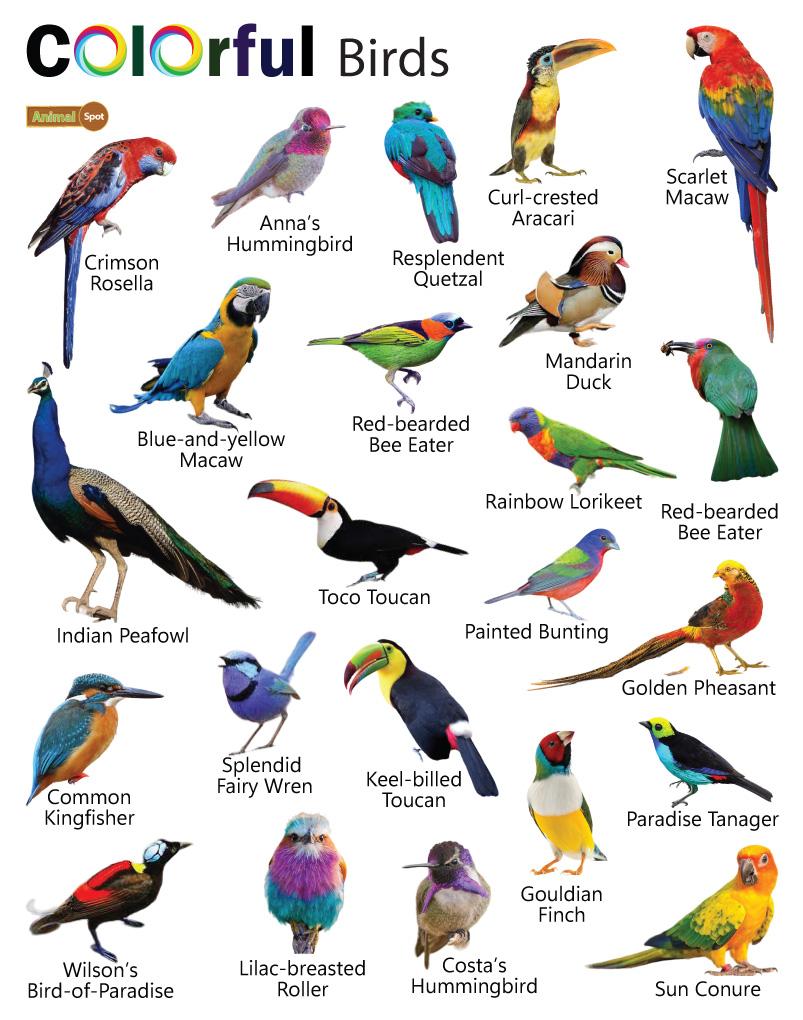 Colorful Birds
Animal Spot
Crimson
Rosella
Anna's
Hummingbird
Resplendent
Quetzal
Curl-crested
Aracari
Scarlet
Macaw
Blue-and-yellow
Macaw
Red-bearded
Bee Eater
Mandarin
Duck
Rainbow Lorikeet
Red-bearded
Bee Eater
Indian Peafowl
Toco Toucan
Painted Bunting
Golden Pheasant
Common
Kingfisher
Splendid
Fairy Wren
Keel-billed
Toucan
Gouldian
Finch
Paradise Tanager
Wilson's
Bird-of-Paradise
Lilac-breasted
Roller
Costa's
Hummingbird
Sun Conure